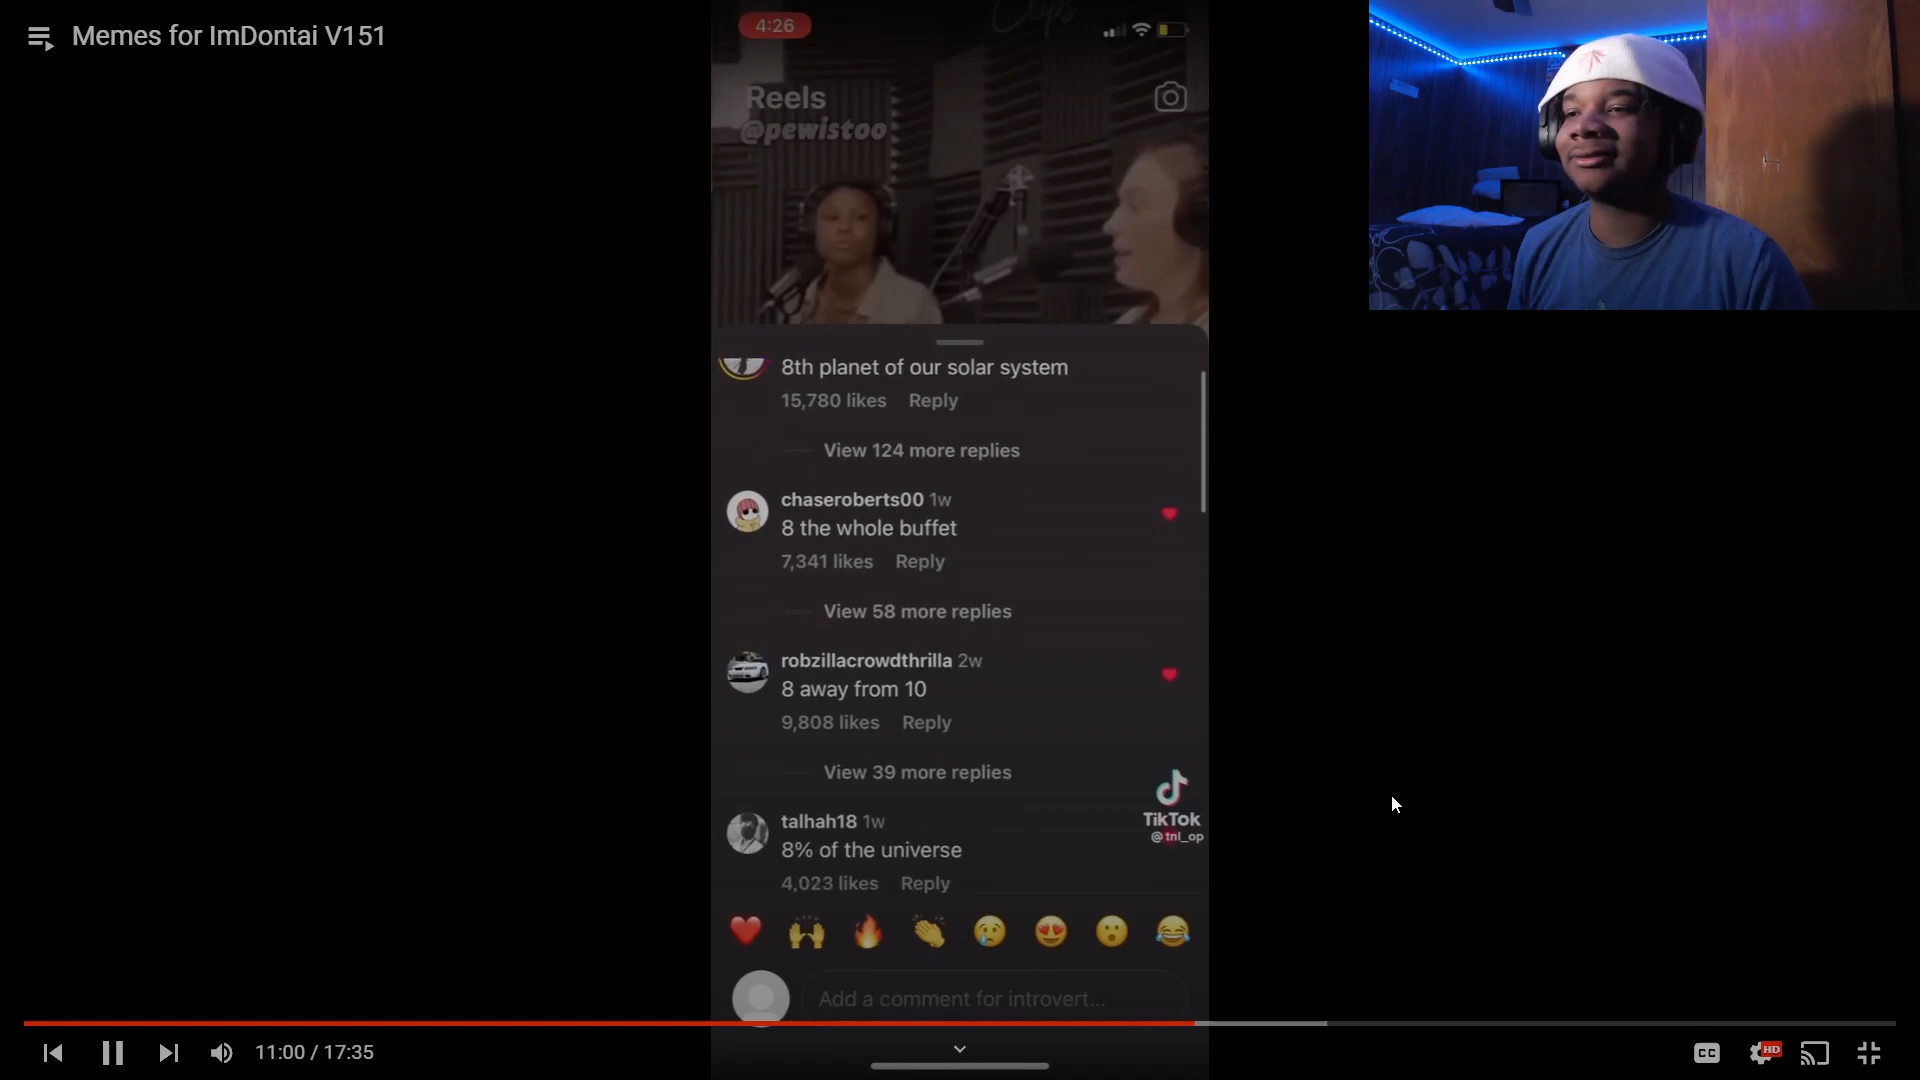 Memes for ImDontai V151
4:26
Clips
Reels
@pewistoo
8th planet of our solar system
15,780 likes Reply
View 124 more replies
chaseroberts00 1w
8 the whole buffet
7,341 likes Reply
View 58 more replies
robzillacrowdthrilla 2w
8 away from 10
9,808 likes Reply
View 39 more replies
talhah18 1w
8% of the universe
4,023 likes Reply
TikTok
@tnl_op
Add a comment for introvert...
11:00 / 17:35
CC
HD